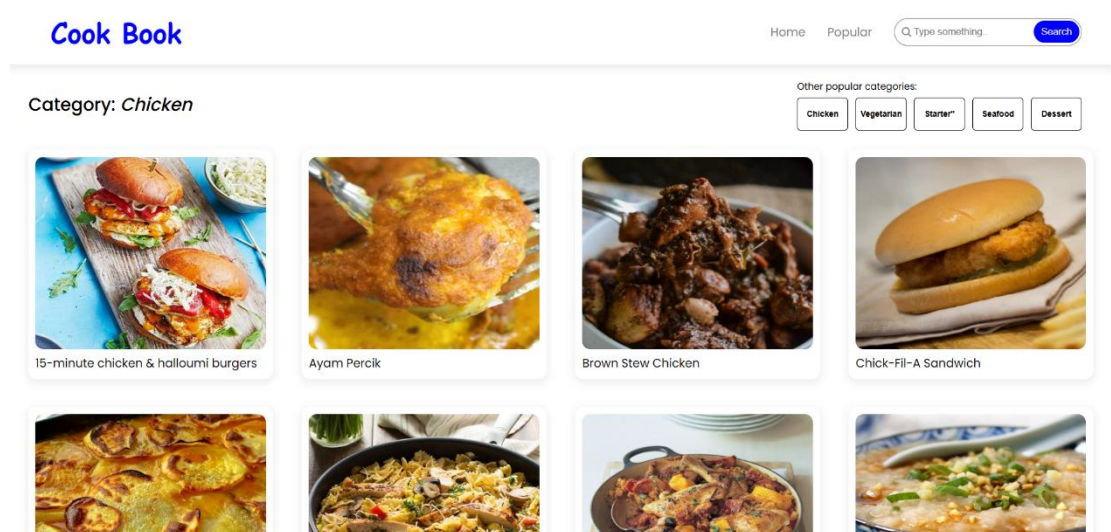 Cook Book
Home
Popular
Type something..
Search
Category: Chicken
Other popular categories:
Chicken
Vegetarian
Starter"
Seafood
Dessert
15-minute chicken & halloumi burgers
Ayam Percik
Brown Stew Chicken
Chick-Fil-A Sandwich